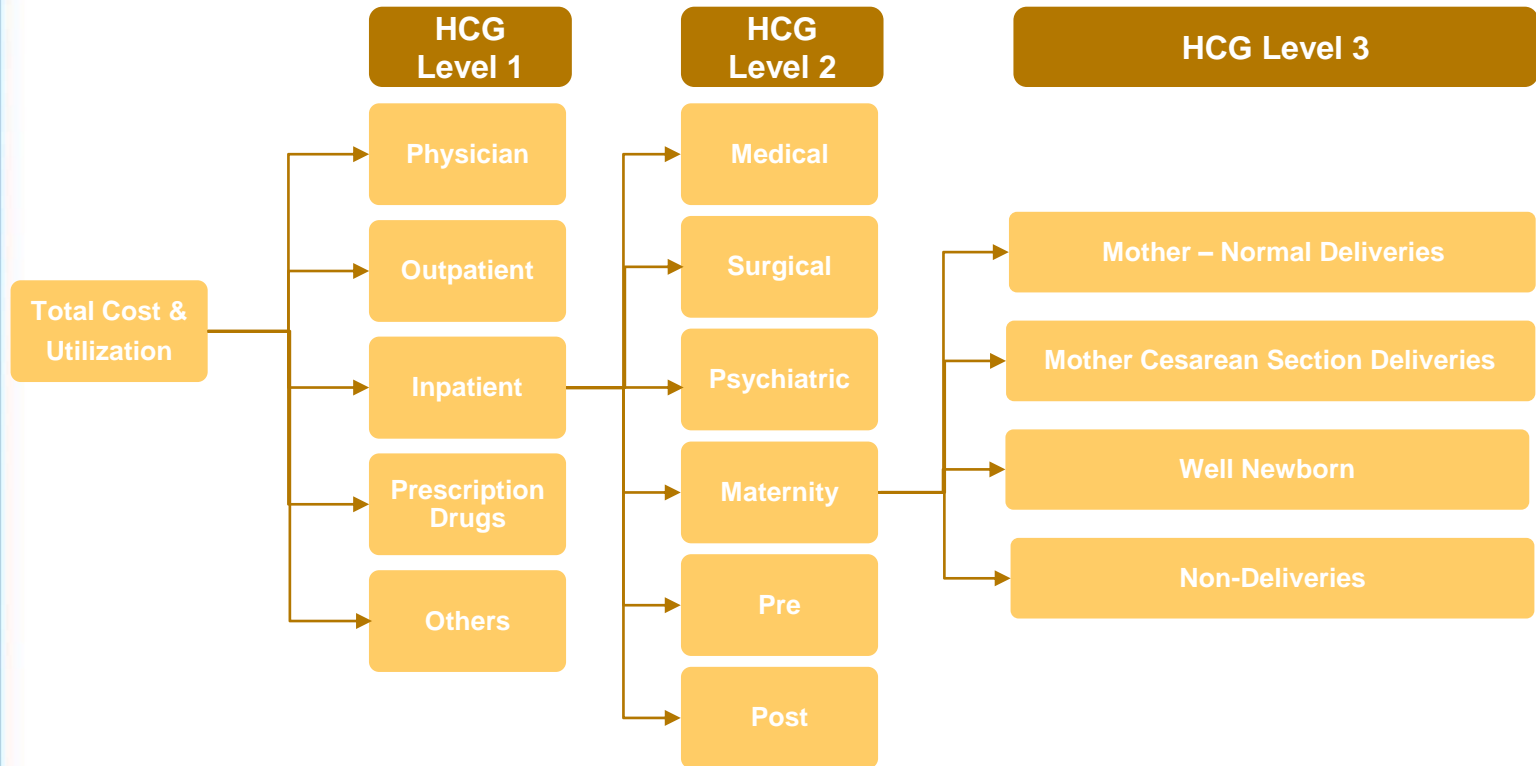 HCG
Level 1
HCG
Level 2
HCG Level 3
Total Cost &
Utilization
Physician
Outpatient
Inpatient
Prescription
Drugs
Others
Medical
Surgical
Psychiatric
Maternity
Pre
Post
Mother – Normal Deliveries
Mother Cesarean Section Deliveries
Well Newborn
Non-Deliveries